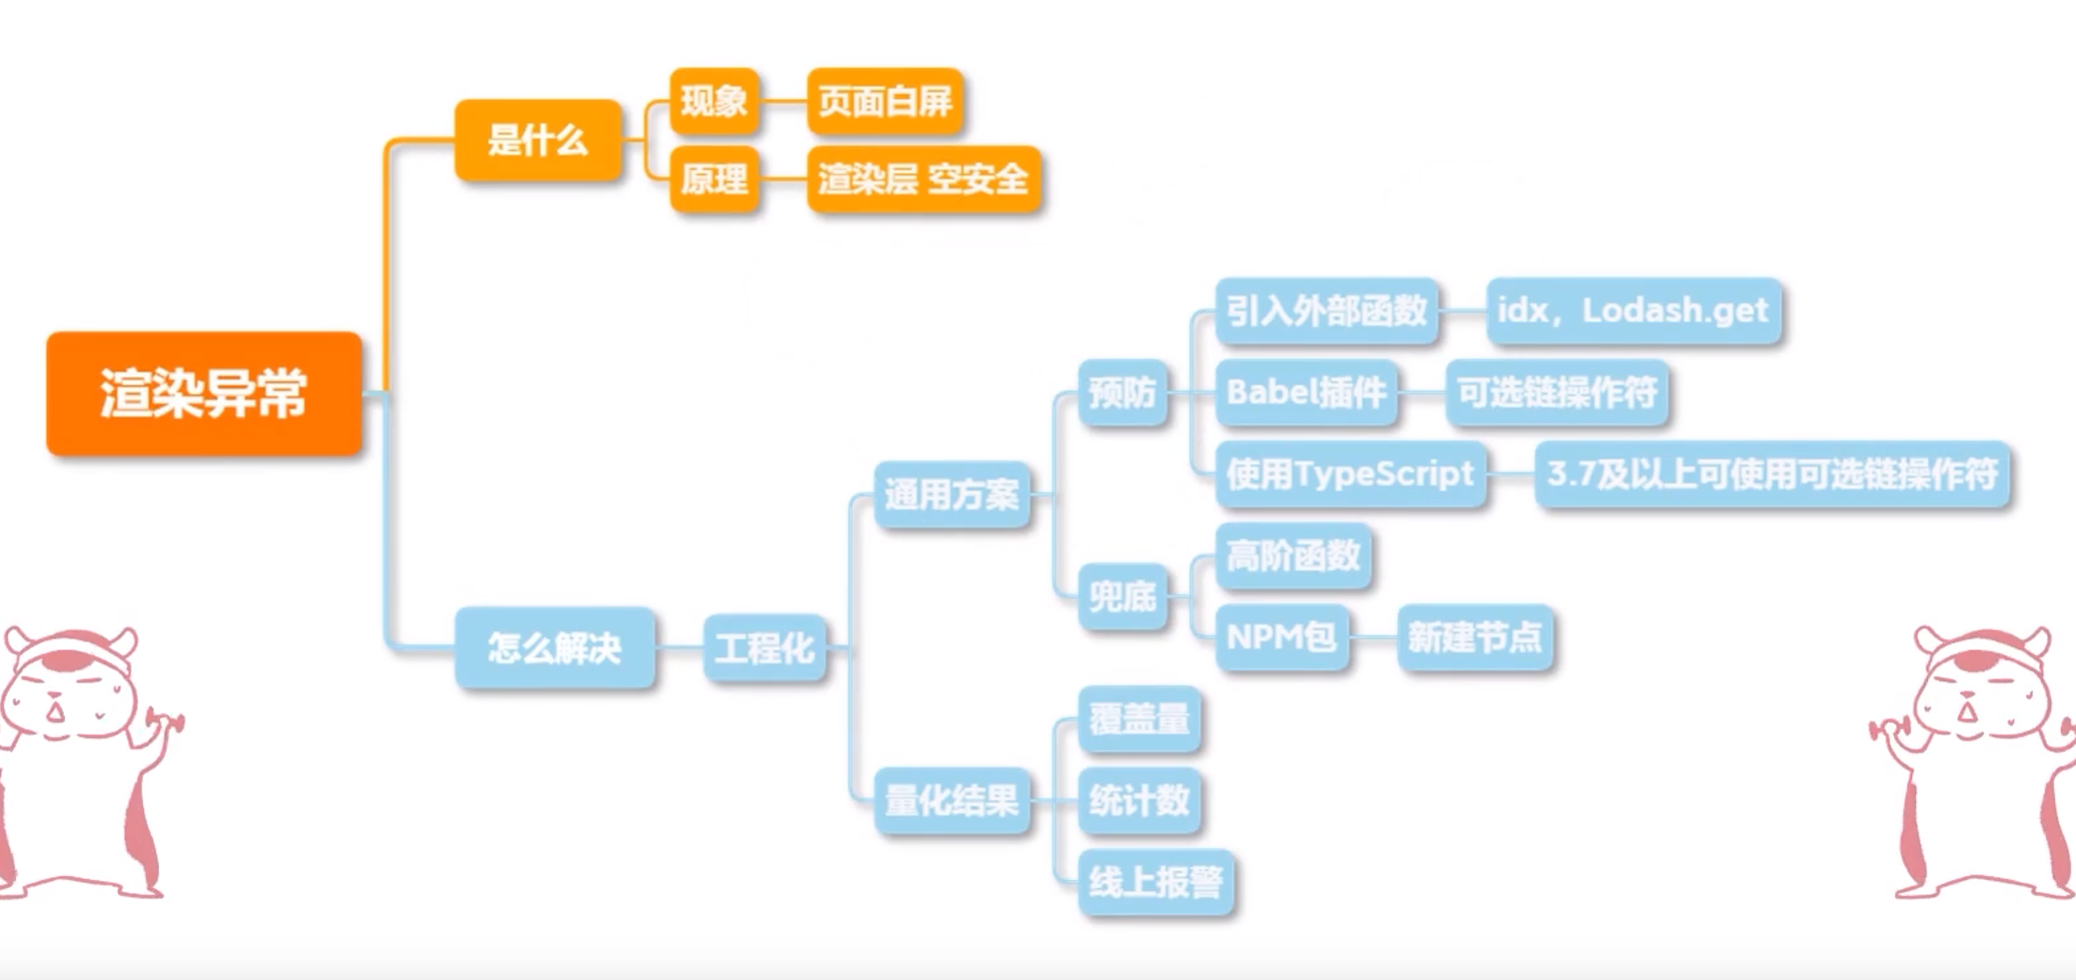 渲染异常
是什么
现象
页面白屏
原理
渲染层 空安全
怎么解决
工程化
通用方案
预防
引入外部函数
idx，Lodash.get
Babel插件
可选链操作符
使用TypeScript
3.7及以上可使用可选链操作符
兜底
高阶函数
NPM包
新建节点
量化结果
覆盖量
统计数
线上报警